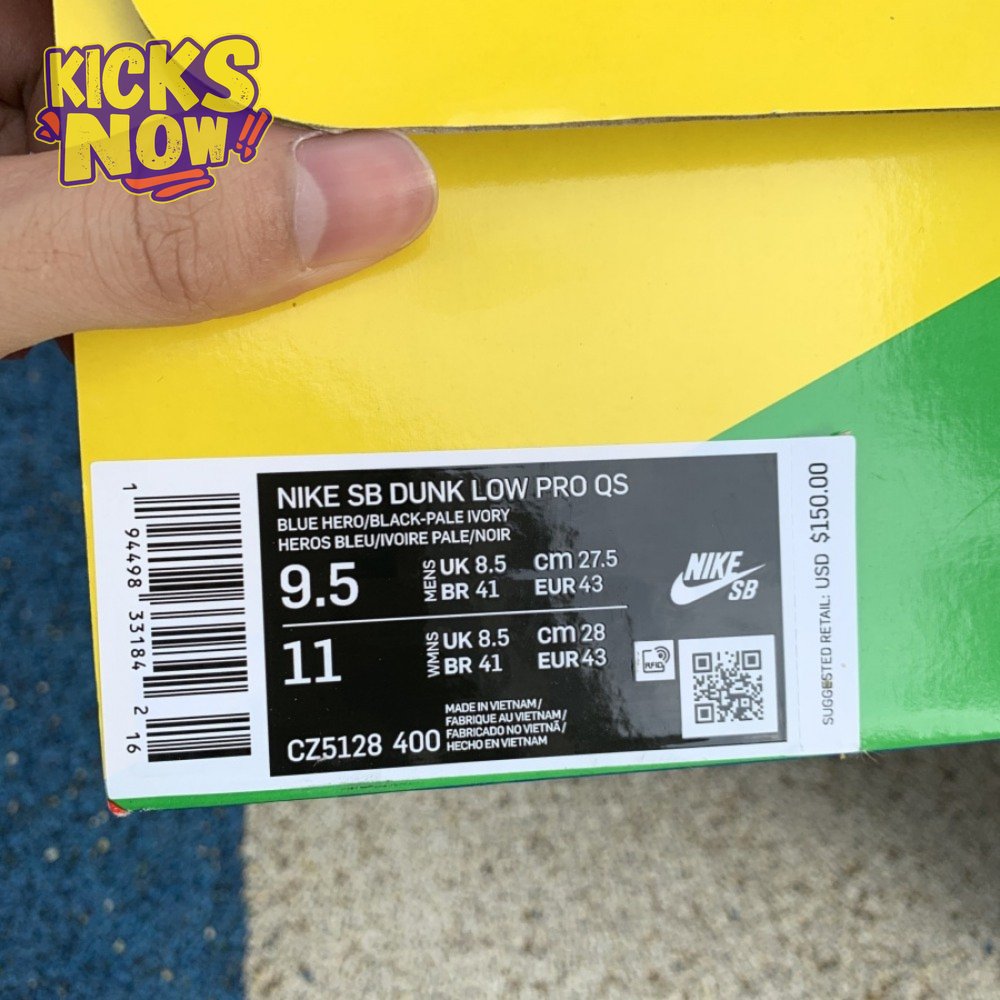 KICKS
NOW!!
NIKE SB DUNK LOW PRO QS
BLUE HERO/BLACK-PALE IVORY
HEROS BLEU/IVOIRE PALE/NOIR
9.5 MENS UK 8.5 CM 27.5
BR 41 EUR 43
11 WMNS UK 8.5 CM 28
BR 41 EUR 43
RFID
NIKE
SB
CZ5128 400
MADE IN VIETNAM/
FABRIQUE AU VIETNAM/
FABRICADO NO VIETNÃ/
HECHO EN VIETNAM
1 94498 33184 2 16
SUGGESTED RETAIL: USD $150.00